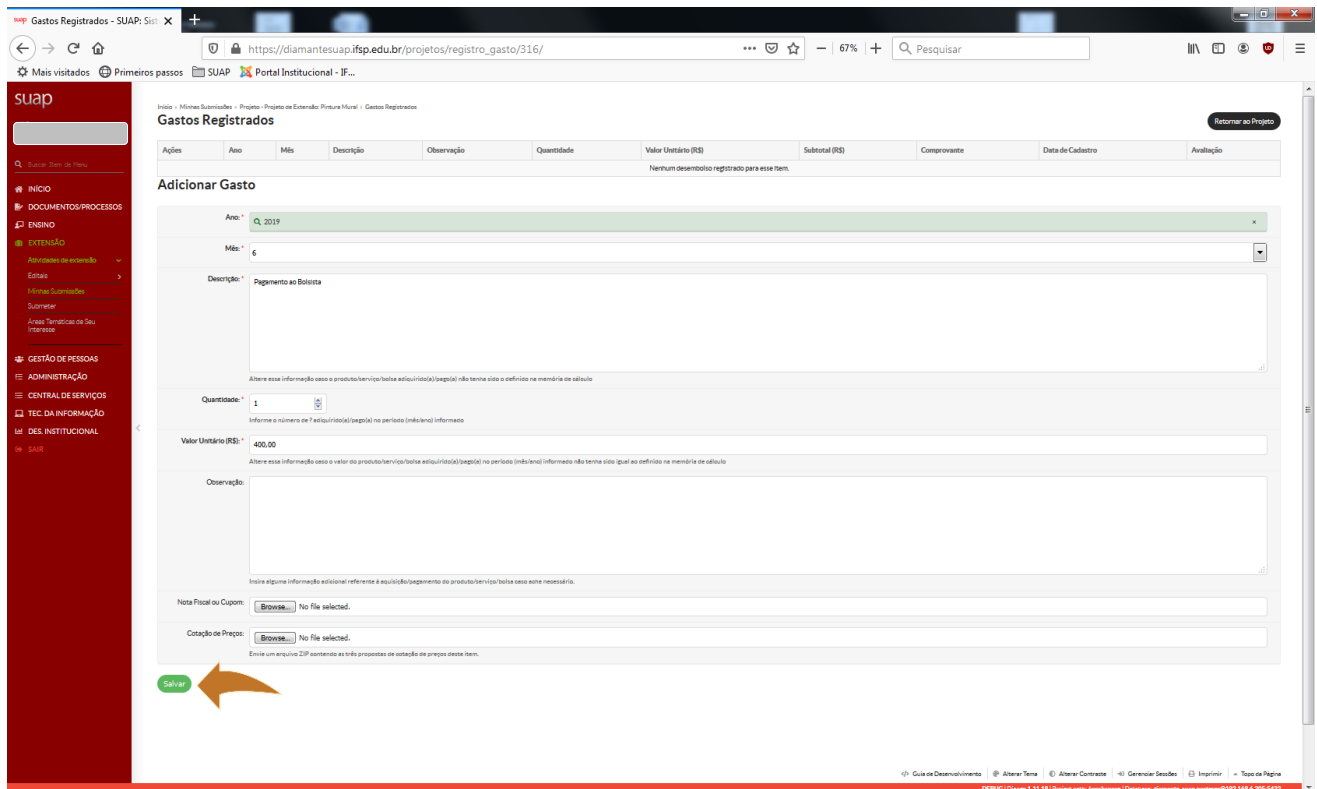 suap Gastos Registrados - SUAP: Sist
https://diamantesuap.ifsp.edu.br/projetos/registro_gasto/316/
67%
Pesquisar
Mais visitados
Primeiros passos
SUAP
Portal Institucional - IF...
suap
Buscar Item de Menu
INÍCIO
DOCUMENTOS/PROCESSOS
ENSINO
EXTENSÃO
Atividades de extensão
Editais
Minhas Submissões
Submeter
Áreas Temáticas de Seu
Interesse
GESTÃO DE PESSOAS
ADMINISTRAÇÃO
CENTRAL DE SERVIÇOS
TEC. DA INFORMAÇÃO
DES. INSTITUCIONAL
SAIR
Início › Minhas Submissões › Projeto - Projeto de Extensão: Pintura Mural › Gastos Registrados
Gastos Registrados
Retornar ao Projeto
Ações Ano Mês Descrição Observação Quantidade Valor Unitário (R$) Subtotal (R$) Comprovante Data de Cadastro Avaliação
Nenhum desembolso registrado para esse item.
Adicionar Gasto
Ano: * 2019 ×
Mês: * 6
Descrição: * Pagamento ao Bolsista
Altere essa informação caso o produto/serviço/bolsa adiquirido(a)/pago(a) não tenha sido o definido na memória de cálculo
Quantidade: * 1
Informe o número de ? adiquirido(a)/pago(a) no período (mês/ano) informado
Valor Unitário (R$): * 400,00
Altere essa informação caso o valor do produto/serviço/bolsa adiquirido(a)/pago(a) no período (mês/ano) informado não tenha sido igual ao definido na memória de cálculo
Observação:
Insira alguma informação adicional referente à aquisição/pagamento do produto/serviço/bolsa caso ache necessário.
Nota Fiscal ou Cupom: Browse... No file selected.
Cotação de Preços: Browse... No file selected.
Envie um arquivo ZIP contendo as três propostas de cotação de preços deste item.
Salvar
Guia de Desenvolvimento
Alterar Tema
Alterar Contraste
Gerenciar Sessões
Imprimir
Topo da Página